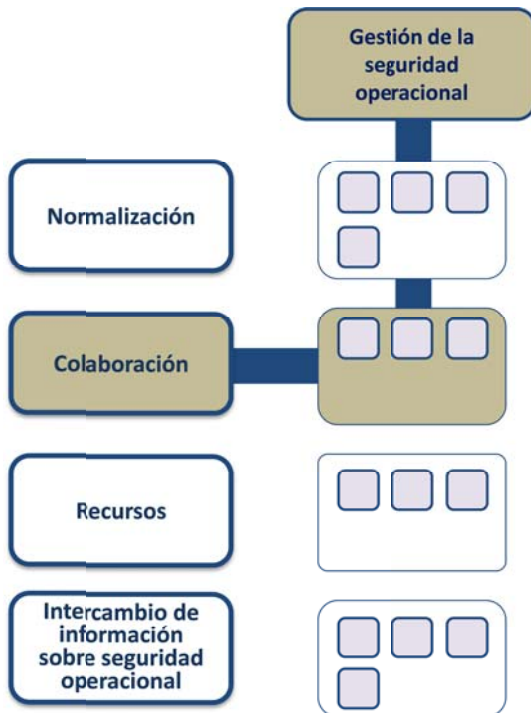 Gestión de la
seguridad
operacional
Normalización
Colaboración
Recursos
Intercambio de
información
sobre seguridad
operacional